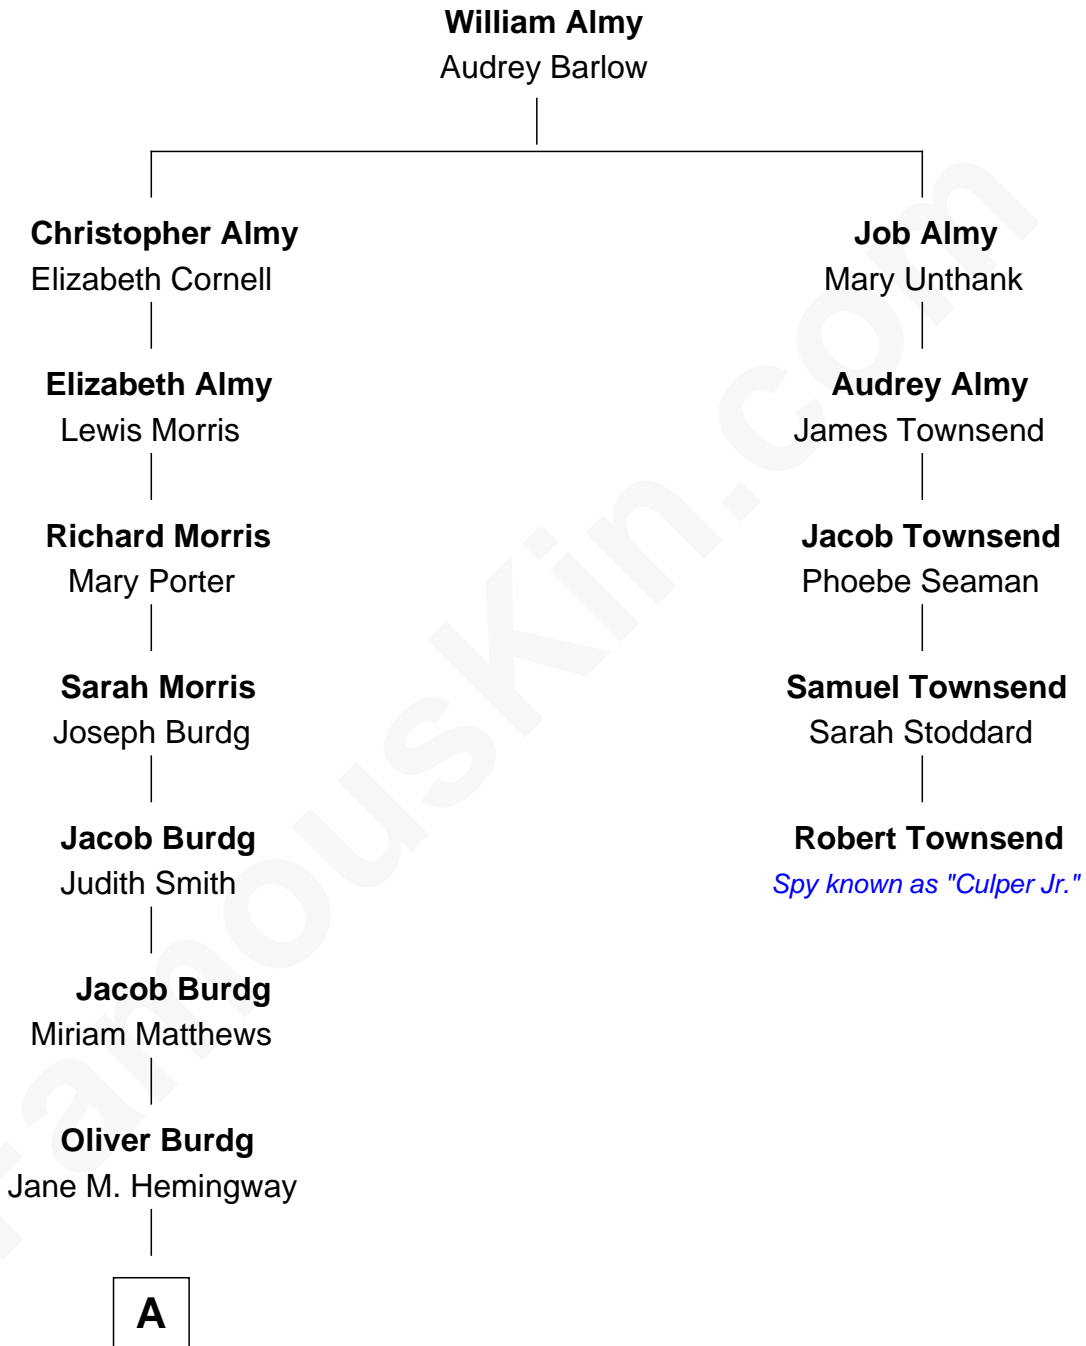 William Almy
Audrey Barlow
Christopher Almy
Elizabeth Cornell
Job Almy
Mary Unthank
Elizabeth Almy
Lewis Morris
Audrey Almy
James Townsend
Richard Morris
Mary Porter
Jacob Townsend
Phoebe Seaman
Sarah Morris
Joseph Burdg
Samuel Townsend
Sarah Stoddard
Jacob Burdg
Judith Smith
Robert Townsend
Spy known as "Culper Jr."
Jacob Burdg
Miriam Matthews
Oliver Burdg
Jane M. Hemingway
A
FamousKin.com